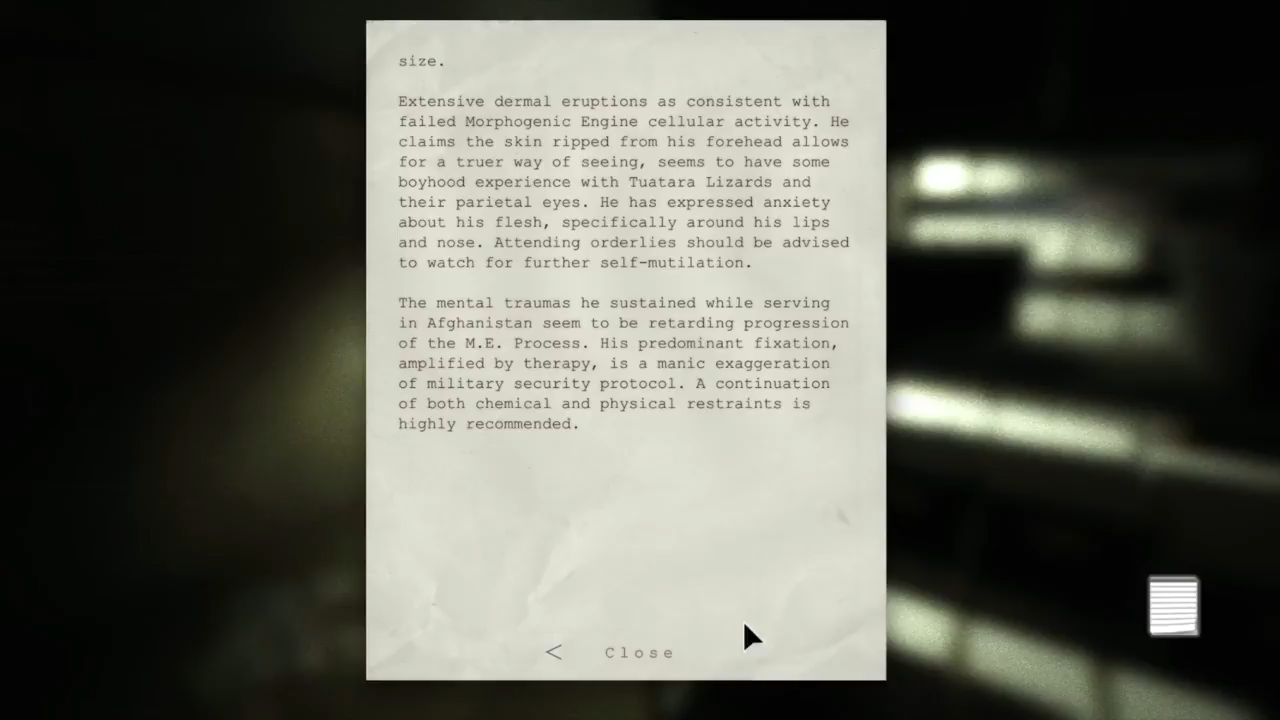 size.
Extensive dermal eruptions as consistent with
failed Morphogenic Engine cellular activity. He
claims the skin ripped from his forehead allows
for a truer way of seeing, seems to have some
boyhood experience with Tuatara Lizards and
their parietal eyes. He has expressed anxiety
about his flesh, specifically around his lips
and nose. Attending orderlies should be advised
to watch for further self-mutilation.
The mental traumas he sustained while serving
in Afghanistan seem to be retarding progression
of the M.E. Process. His predominant fixation,
amplified by therapy, is a manic exaggeration
of military security protocol. A continuation
of both chemical and physical restraints is
highly recommended.
< Close